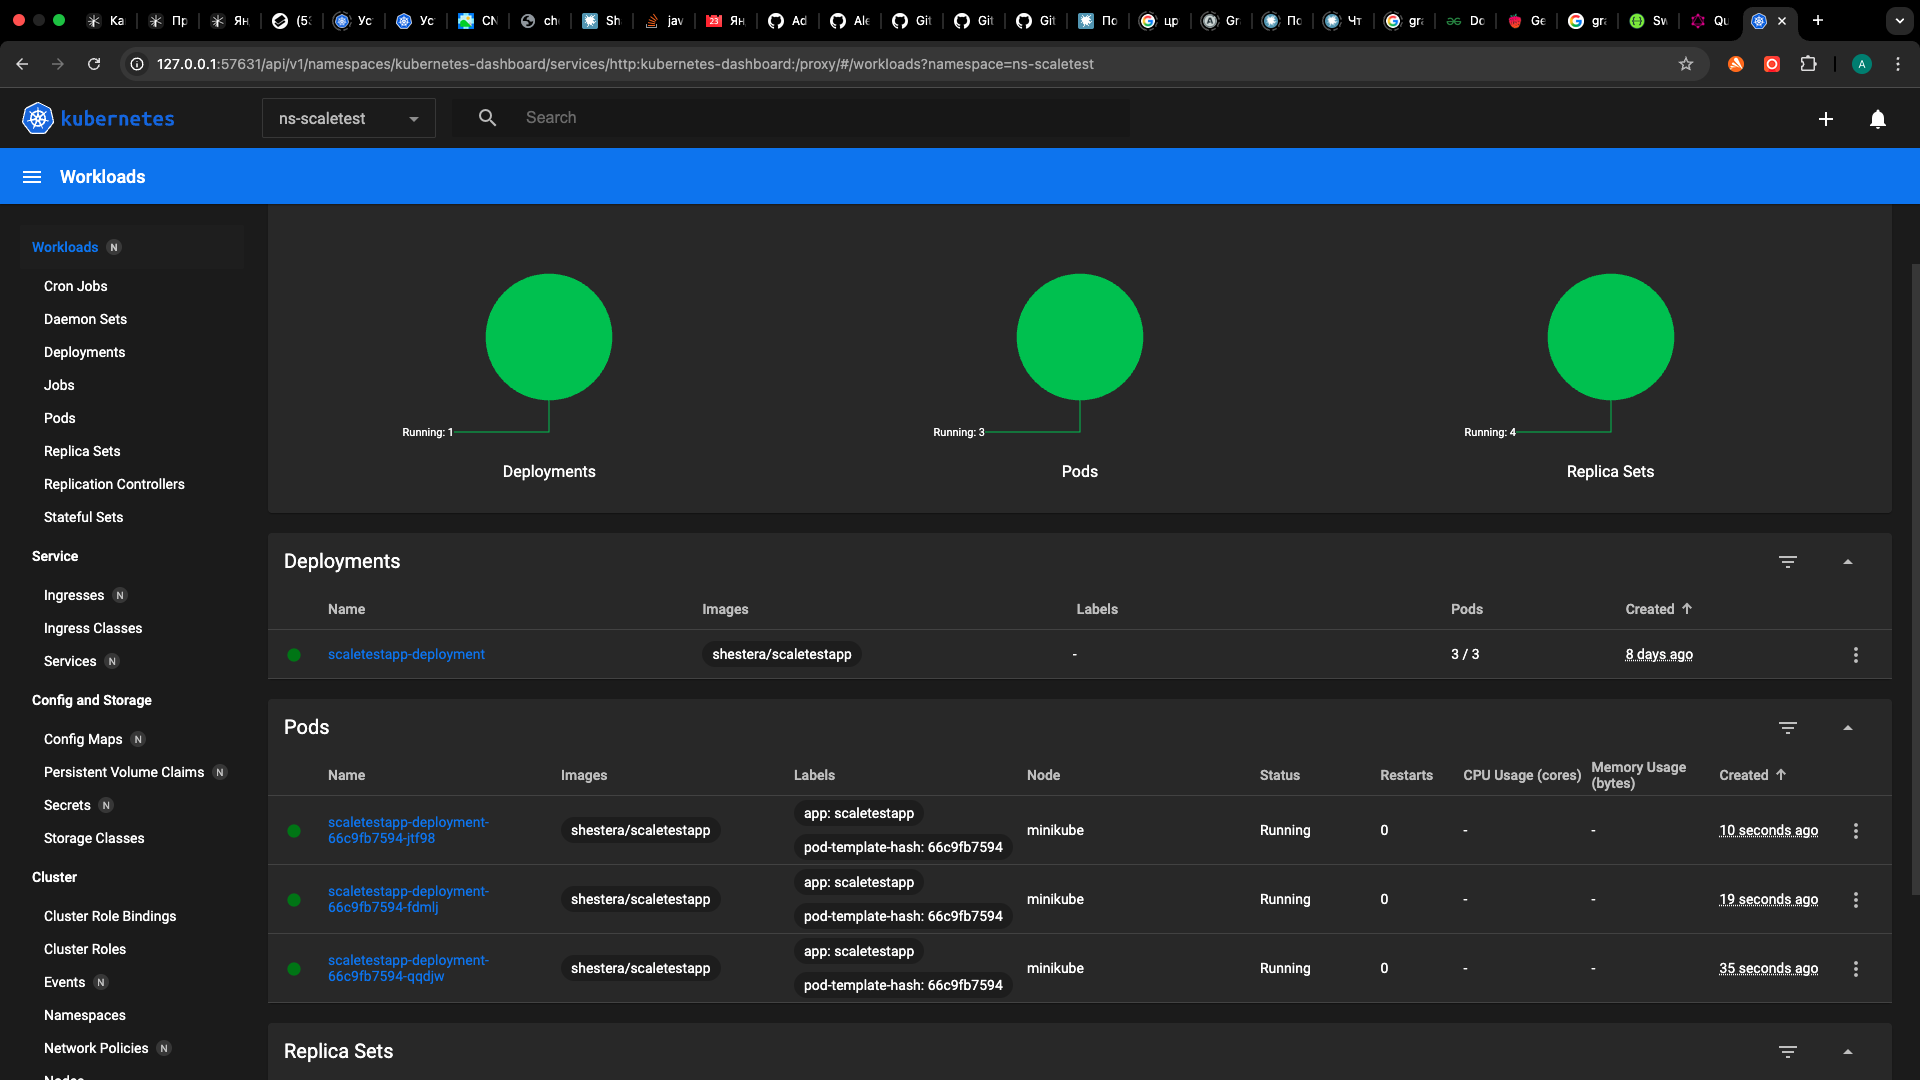 Ка
Пр
Ян
(53
Ус
Ус
CN
ch
Sh
jav
Ян
Ad
Ale
Git
Git
Git
По
цр
Gr
По
Чт
gra
Do
Ge
gra
Sw
Qu
127.0.0.1:57631/api/v1/namespaces/kubernetes-dashboard/services/http:kubernetes-dashboard:/proxy/#/workloads?namespace=ns-scaletest
A
kubernetes
ns-scaletest
Search
Workloads
Workloads N
Cron Jobs
Daemon Sets
Deployments
Jobs
Pods
Replica Sets
Replication Controllers
Stateful Sets
Service
Ingresses N
Ingress Classes
Services N
Config and Storage
Config Maps N
Persistent Volume Claims N
Secrets N
Storage Classes
Cluster
Cluster Role Bindings
Cluster Roles
Events N
Namespaces
Network Policies N
Nodes
Running: 1
Deployments
Running: 3
Pods
Running: 4
Replica Sets
Deployments
Name Images Labels Pods Created
scaletestapp-deployment shestera/scaletestapp - 3 / 3 8 days ago
Pods
Name Images Labels Node Status Restarts CPU Usage (cores) Memory Usage (bytes) Created
scaletestapp-deployment-66c9fb7594-jtf98 shestera/scaletestapp app: scaletestapp pod-template-hash: 66c9fb7594 minikube Running 0 - - 10 seconds ago
scaletestapp-deployment-66c9fb7594-fdmlj shestera/scaletestapp app: scaletestapp pod-template-hash: 66c9fb7594 minikube Running 0 - - 19 seconds ago
scaletestapp-deployment-66c9fb7594-qqdjw shestera/scaletestapp app: scaletestapp pod-template-hash: 66c9fb7594 minikube Running 0 - - 35 seconds ago
Replica Sets